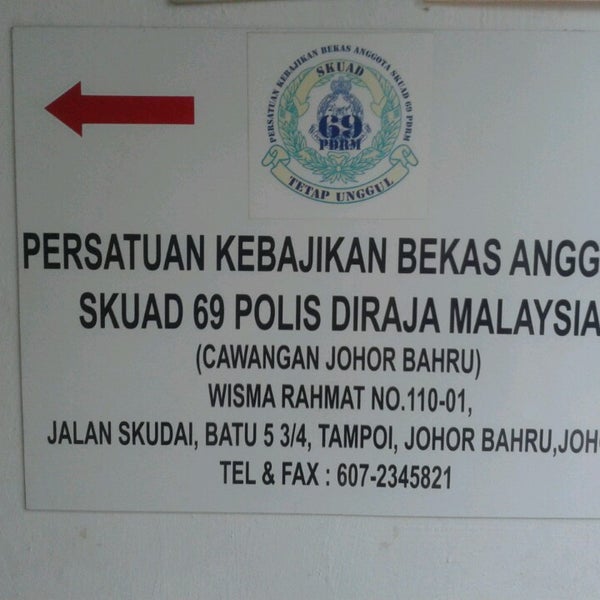 PERSATUAN KEBAJIKAN BEKAS ANGGOTA SKUAD 69 PDRM
SKUAD
69
PDRM
TETAP UNGGUL
PERSATUAN KEBAJIKAN BEKAS ANGG
SKUAD 69 POLIS DIRAJA MALAYSIA
(CAWANGAN JOHOR BAHRU)
WISMA RAHMAT NO.110-01,
JALAN SKUDAI, BATU 5 3/4, TAMPOI, JOHOR BAHRU,JOH
TEL & FAX : 607-2345821